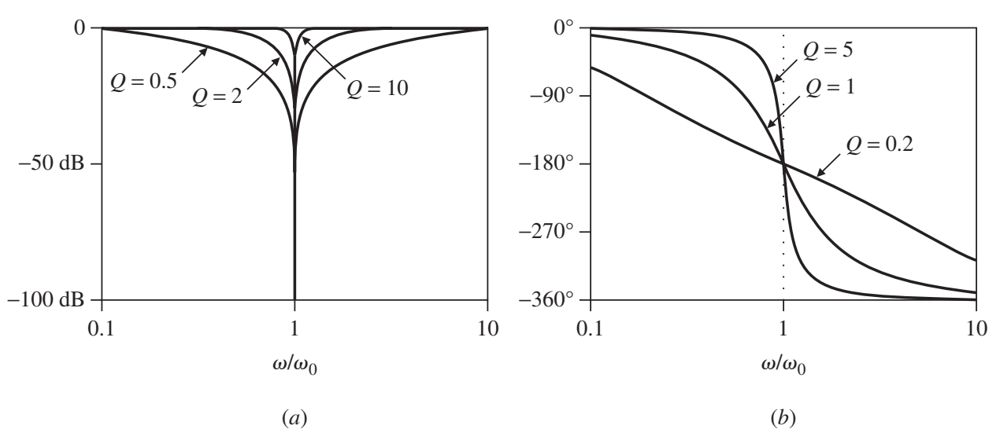 0
Q = 0.5
Q = 2
Q = 10
−50 dB
−100 dB
0.1
1
10
ω/ω0
(a)
0°
Q = 5
Q = 1
−90°
Q = 0.2
−180°
−270°
−360°
0.1
1
10
ω/ω0
(b)